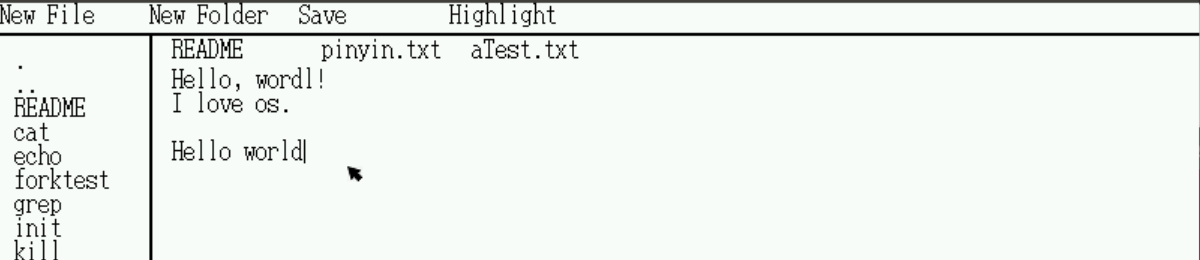 New File New Folder Save Highlight
.
..
README
cat
echo
forktest
grep
init
kill
README pinyin.txt aTest.txt
Hello, wordl!
I love os.
Hello world